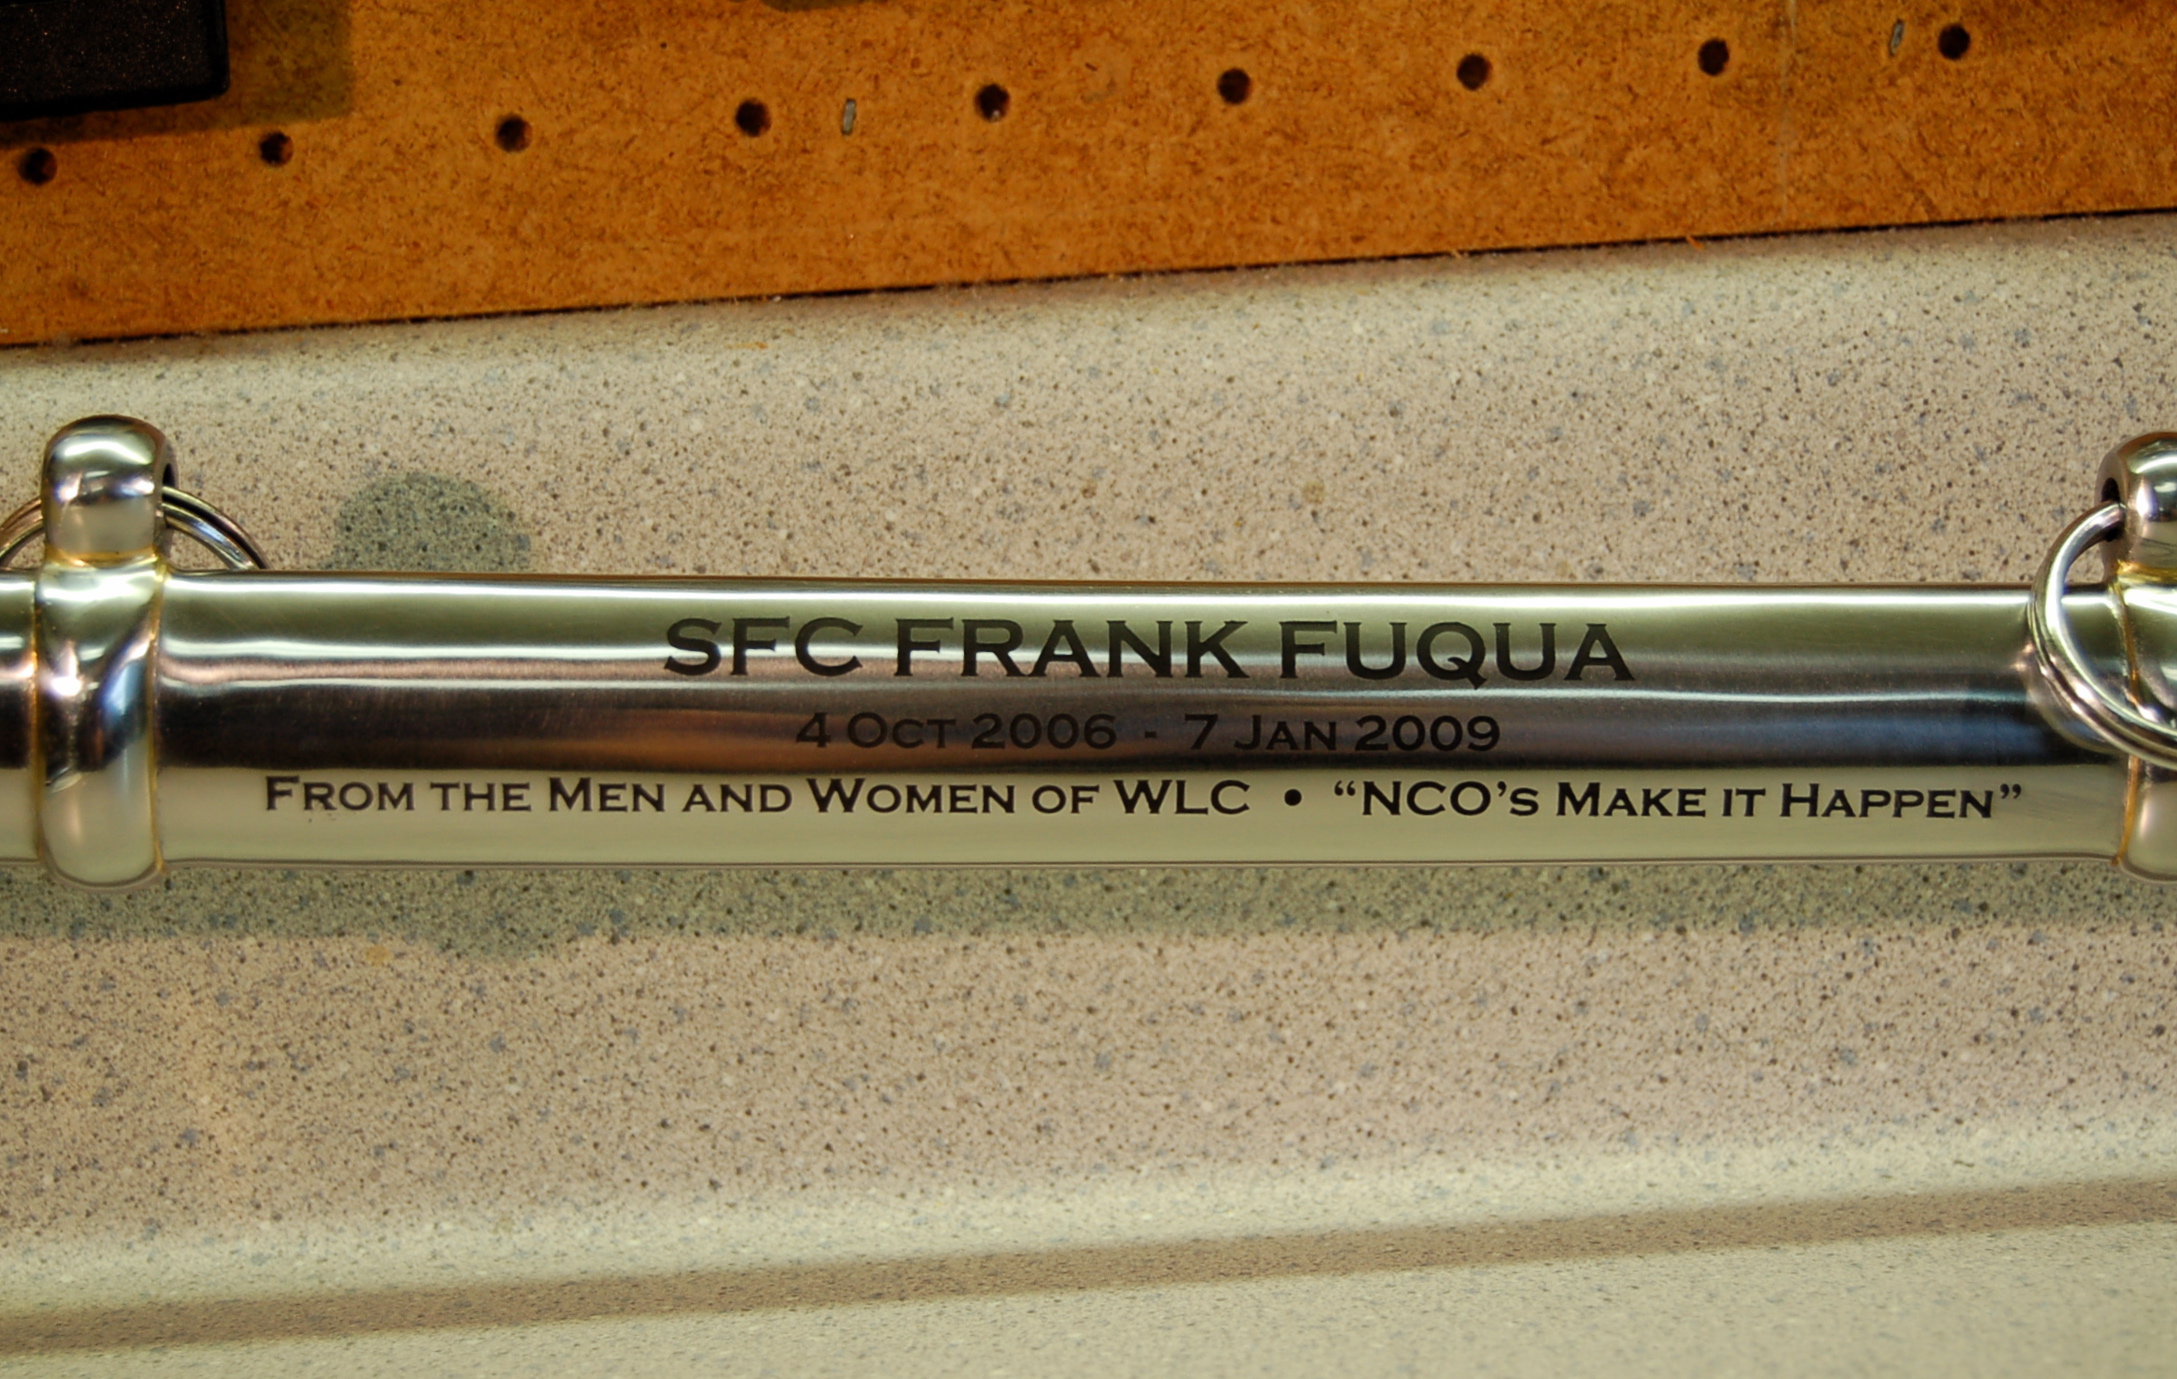 SFC FRANK FUQUA
4 OCT 2006 - 7 JAN 2009
FROM THE MEN AND WOMEN OF WLC • “NCO’S MAKE IT HAPPEN”